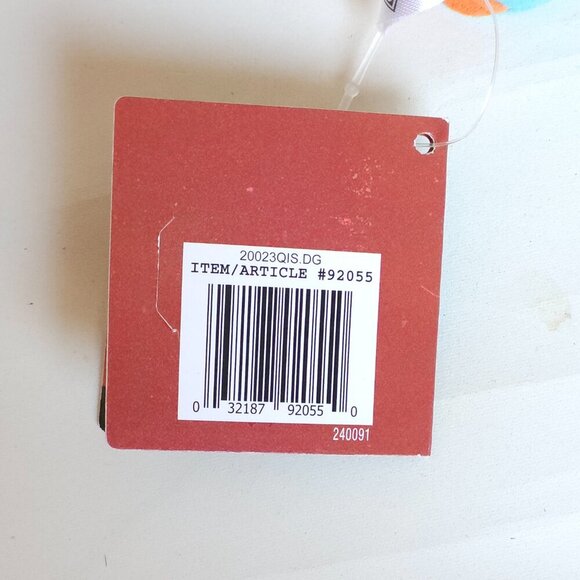 20023QIS.DG
ITEM/ARTICLE #92055
0 32187 92055 0
240091